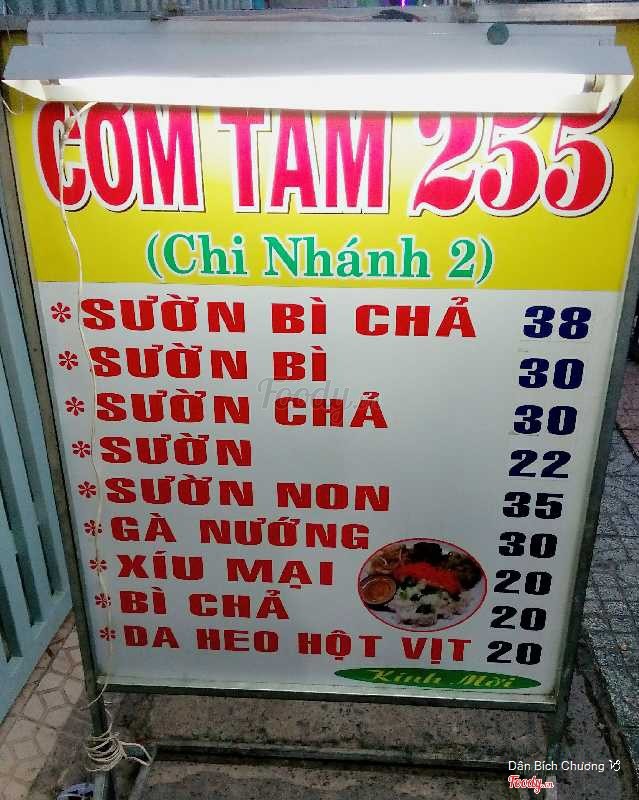 CƠM TẤM 255
(Chi Nhánh 2)
* SƯỜN BÌ CHẢ 38
* SƯỜN BÌ 30
* SƯỜN CHẢ 30
* SƯỜN 22
* SƯỜN NON 35
* GÀ NƯỚNG 30
* XÍU MẠI 20
* BÌ CHẢ 20
* DA HEO HỘT VỊT 20
Kính Mời
Foody.vn
Dân Bích Chương
Foody.vn